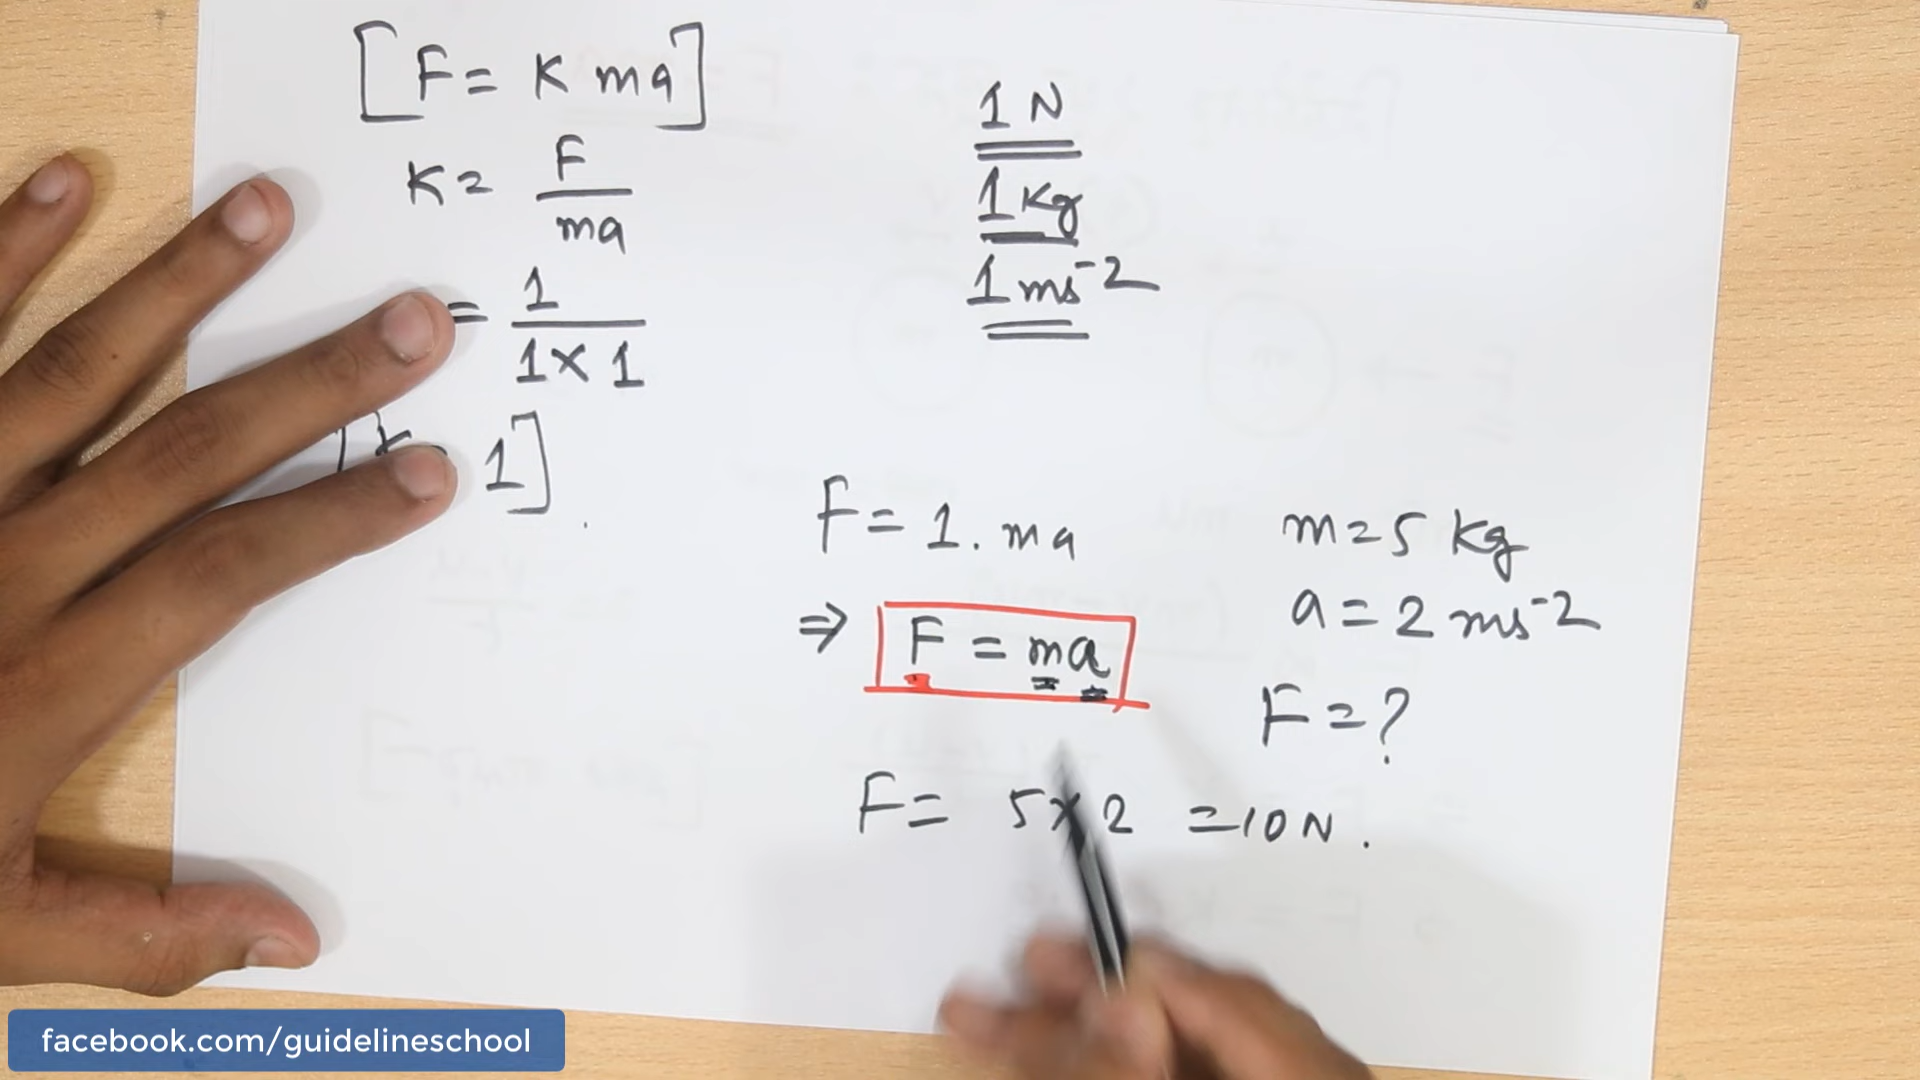 [F = K ma]
K = F/ma
= 1/1×1
[K = 1]
1 N
1 Kg
1 ms⁻²
F = 1. ma
⇒ F = ma
F = 5×2 = 10 N.
m = 5 Kg
a = 2 ms⁻²
F = ?
facebook.com/guidelineschool